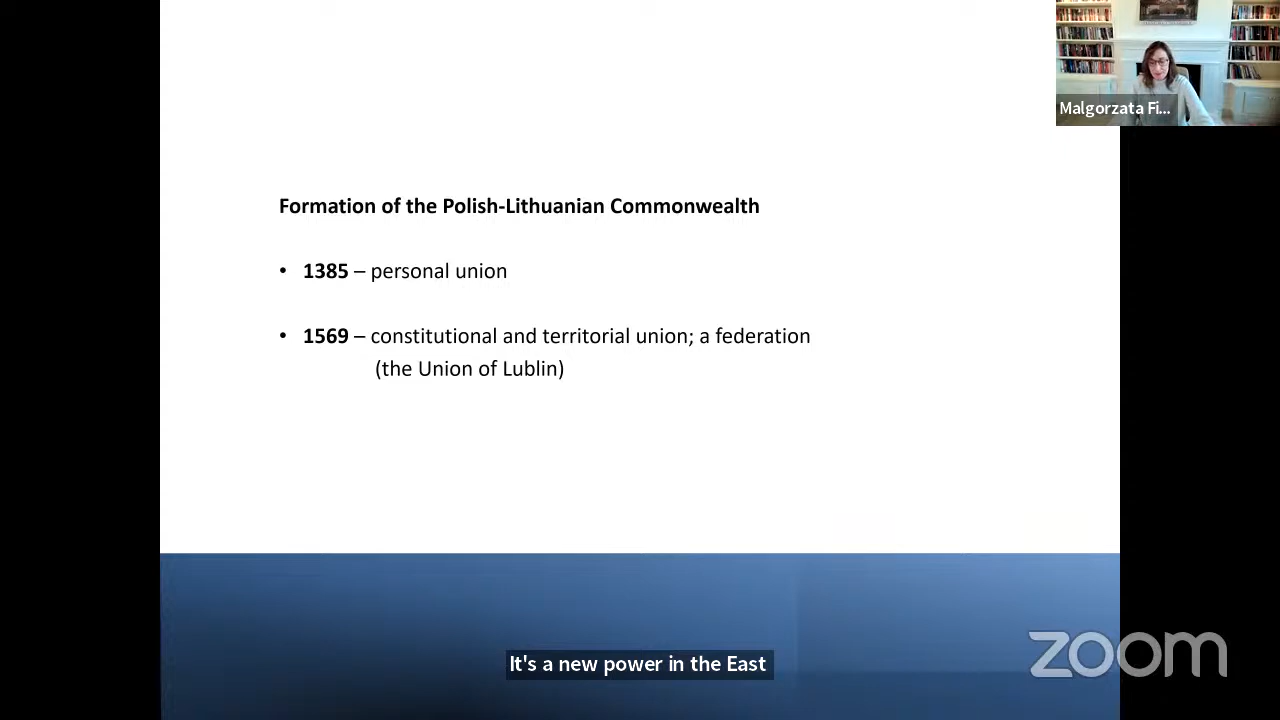 Malgorzata Fi...
Formation of the Polish-Lithuanian Commonwealth
• 1385 – personal union
• 1569 – constitutional and territorial union; a federation
(the Union of Lublin)
It's a new power in the East
zoom